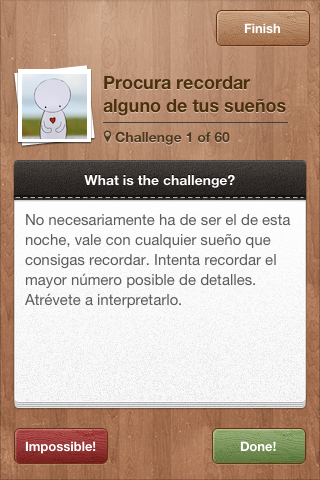 Finish
Procura recordar
alguno de tus sueños
Challenge 1 of 60
What is the challenge?
No necesariamente ha de ser el de esta
noche, vale con cualquier sueño que
consigas recordar. Intenta recordar el
mayor número posible de detalles.
Atrévete a interpretarlo.
Impossible!
Done!